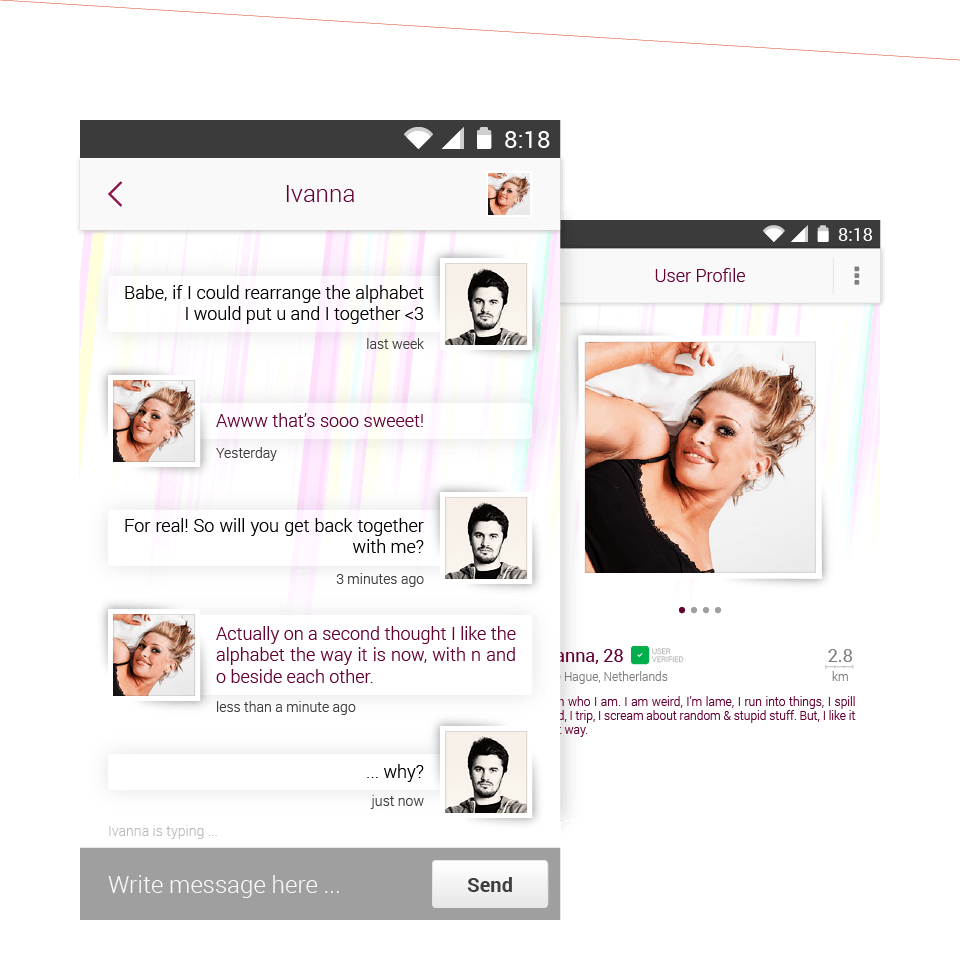 8:18
Ivanna
Babe, if I could rearrange the alphabet
I would put u and I together <3
last week
Awww that's sooo sweeet!
Yesterday
For real! So will you get back together
with me?
3 minutes ago
Actually on a second thought I like the
alphabet the way it is now, with n and
o beside each other.
less than a minute ago
... why?
just now
Ivanna is typing ...
Write message here ...
Send
8:18
User Profile
anna, 28
USER
VERIFIED
2.8
km
Hague, Netherlands
who I am. I am weird, I'm lame, I run into things, I spill
I trip, I scream about random & stupid stuff. But, I like it
way.